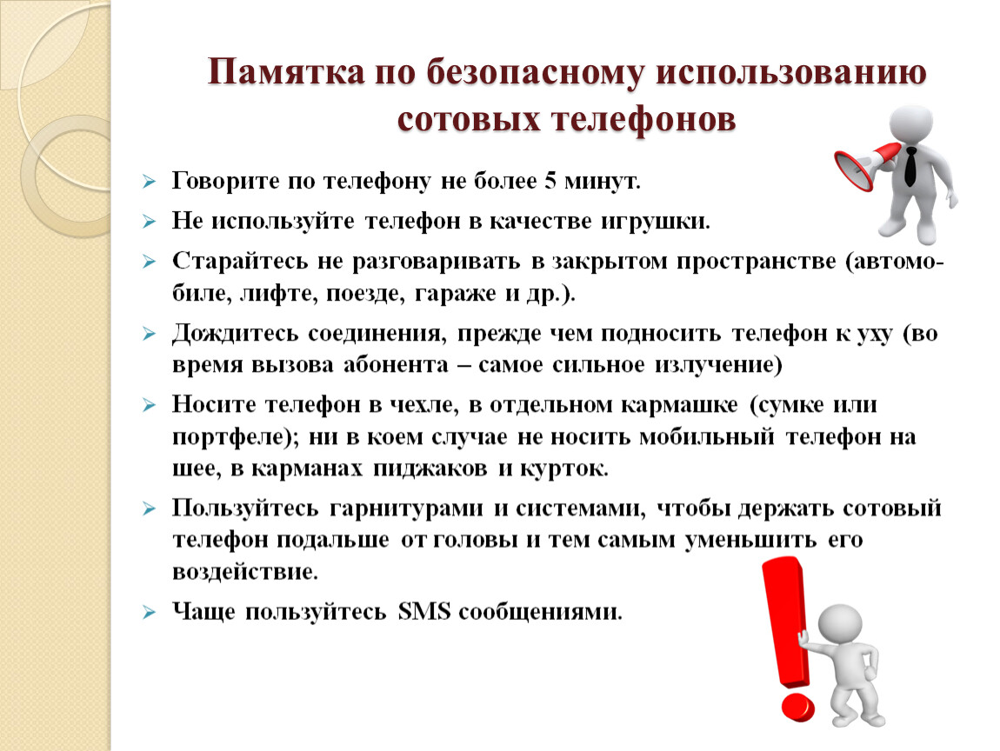 Памятка по безопасному использованию
сотовых телефонов
Говорите по телефону не более 5 минут.
Не используйте телефон в качестве игрушки.
Старайтесь не разговаривать в закрытом пространстве (автомо-
биле, лифте, поезде, гараже и др.).
Дождитесь соединения, прежде чем подносить телефон к уху (во
время вызова абонента – самое сильное излучение)
Носите телефон в чехле, в отдельном кармашке (сумке или
портфеле); ни в коем случае не носить мобильный телефон на
шее, в карманах пиджаков и курток.
Пользуйтесь гарнитурами и системами, чтобы держать сотовый
телефон подальше от головы и тем самым уменьшить его
воздействие.
Чаще пользуйтесь SMS сообщениями.